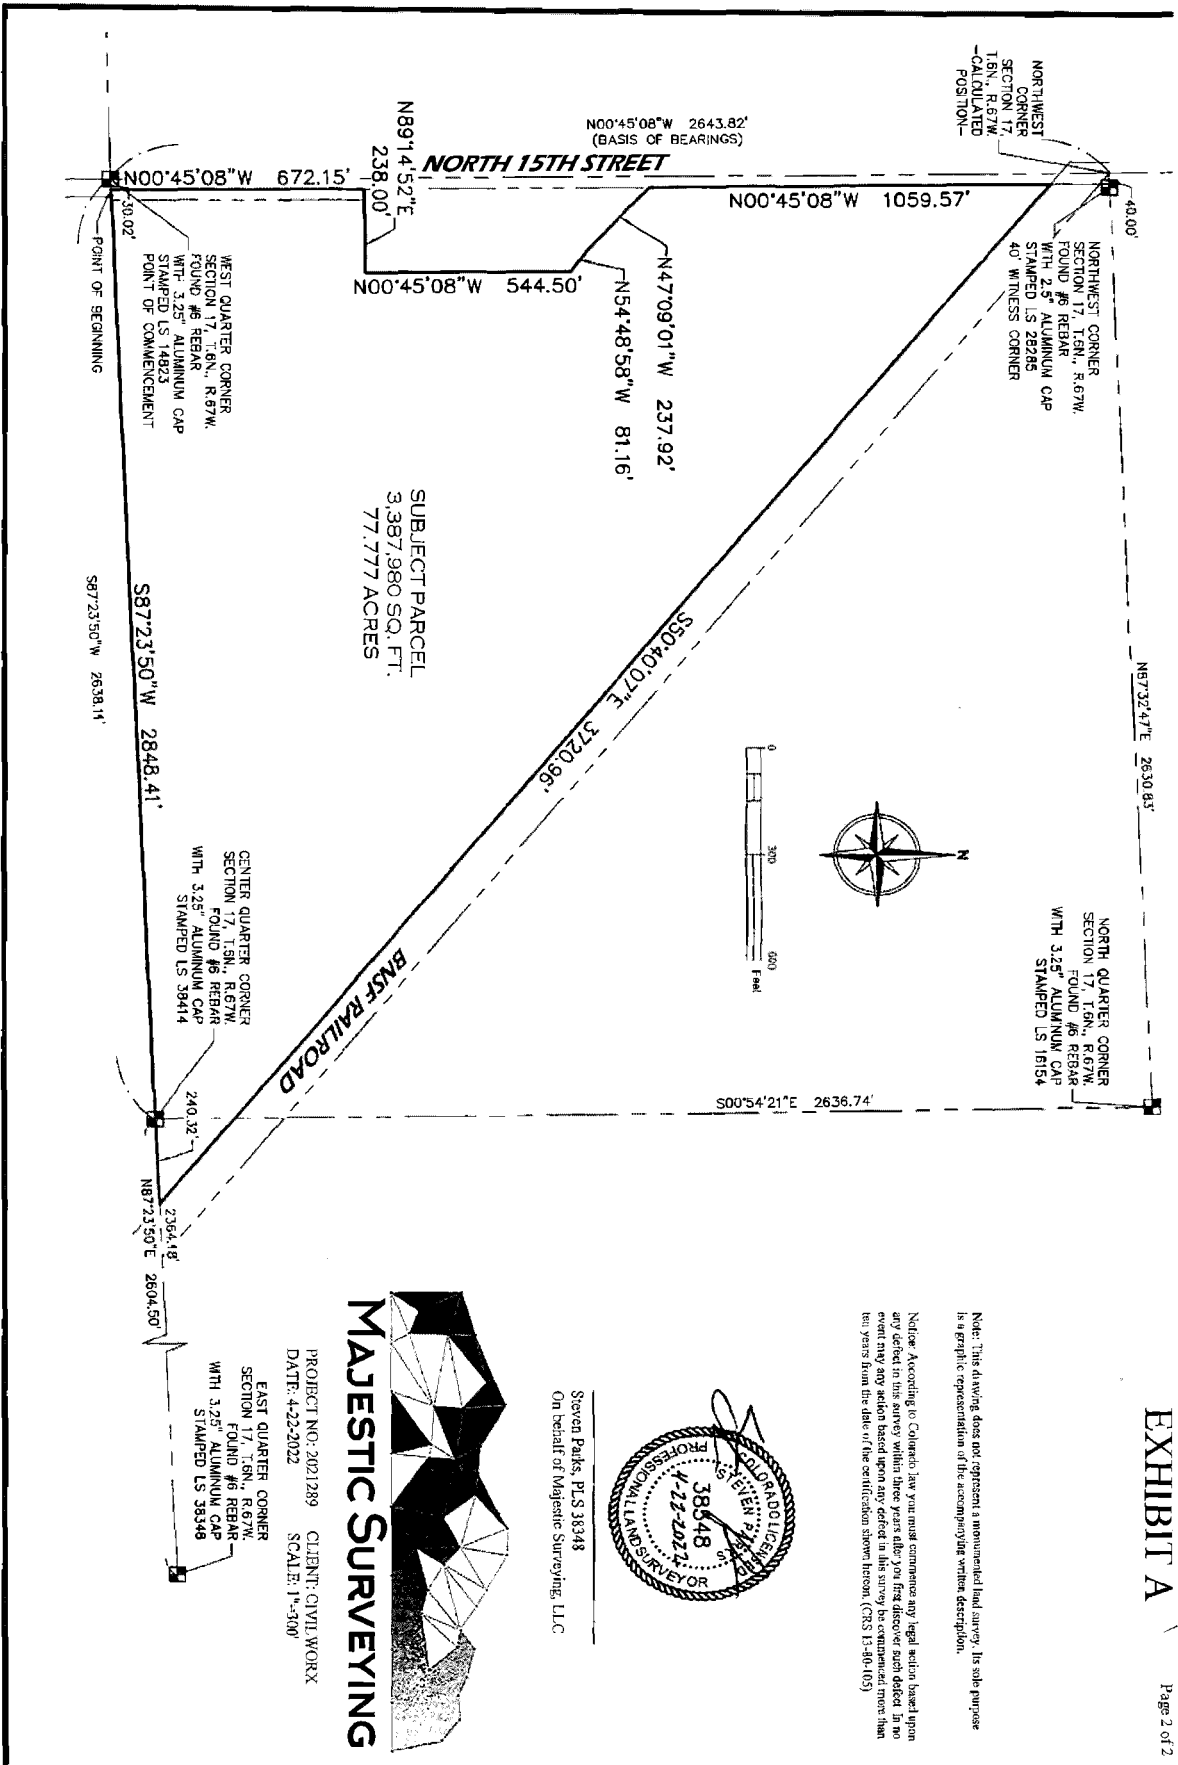 EXHIBIT A
Page 2 of 2
NORTHWEST
CORNER
SECTION 17,
T.6N., R.67W.
-CALCULATED
POSITION-
40.00'
NORTHWEST CORNER
SECTION 17, T.6N., R.67W.
FOUND #6 REBAR
WITH 2.5" ALUMINUM CAP
STAMPED LS 28285
40' WITNESS CORNER
N87°32'47"E 2630.83'
NORTH QUARTER CORNER
SECTION 17, T.6N., R.67W.
FOUND #6 REBAR
WITH 3.25" ALUMINUM CAP
STAMPED LS 16154
Note: This drawing does not represent a monumented land survey. Its sole purpose
is a graphic representation of the accompanying written description.
Notice: According to Colorado law you must commence any legal action based upon
any defect in this survey within three years after you first discover such defect. In no
event may any action based upon any defect in this survey be commenced more than
ten years from the date of the certification shown hereon. (CRS 13-80-105)
N
0 300 600
Feet
N00°45'08"W 1059.57'
N00°45'08"W 2643.82'
(BASIS OF BEARINGS)
NORTH 15TH STREET
N47°09'01"W 237.92'
N54°48'58"W 81.16'
N00°45'08"W 544.50'
N89°14'52"E
238.00'
N00°45'08"W 672.15'
S50°40'07"E 3720.96'
BNSF RAILROAD
S00°54'21"E 2636.74'
SUBJECT PARCEL
3,387,980 SQ. FT.
77.777 ACRES
30.02'
WEST QUARTER CORNER
SECTION 17, T.6N., R.67W.
FOUND #6 REBAR
WITH 3.25" ALUMINUM CAP
STAMPED LS 14823
POINT OF COMMENCEMENT
POINT OF BEGINNING
S87°23'50"W 2848.41'
S87°23'50"W 2638.11'
CENTER QUARTER CORNER
SECTION 17, T.6N., R.67W.
FOUND #6 REBAR
WITH 3.25" ALUMINUM CAP
STAMPED LS 38414
240.32'
2364.18'
N87°23'50"E 2604.50'
EAST QUARTER CORNER
SECTION 17, T.6N., R.67W.
FOUND #6 REBAR
WITH 3.25" ALUMINUM CAP
STAMPED LS 38348
COLORADO LICENSED
STEVEN PARKS
38348
4-22-2022
PROFESSIONAL LAND SURVEYOR
Steven Parks, PLS 38348
On behalf of Majestic Surveying, LLC
MAJESTIC SURVEYING
PROJECT NO: 2021289 CLIENT: CIVILWORX
DATE: 4-22-2022 SCALE: 1"=300'